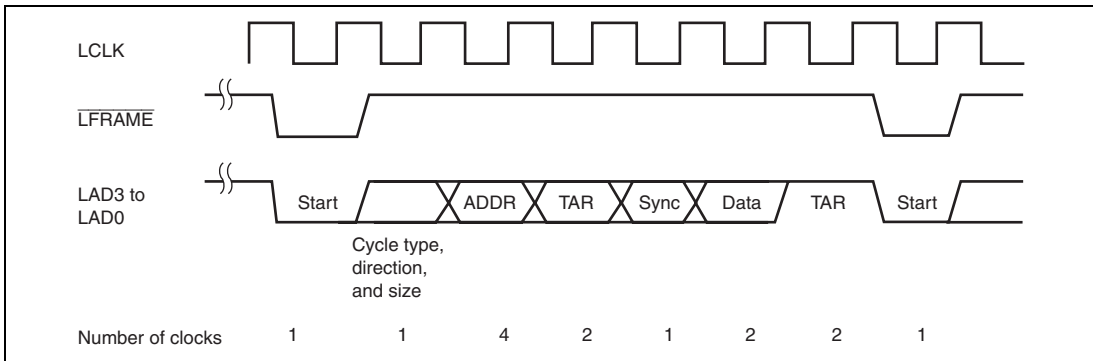 LCLK
LFRAME
LAD3 to
LAD0
Start ADDR TAR Sync Data TAR Start
Cycle type,
direction,
and size
Number of clocks 1 1 4 2 1 2 2 1